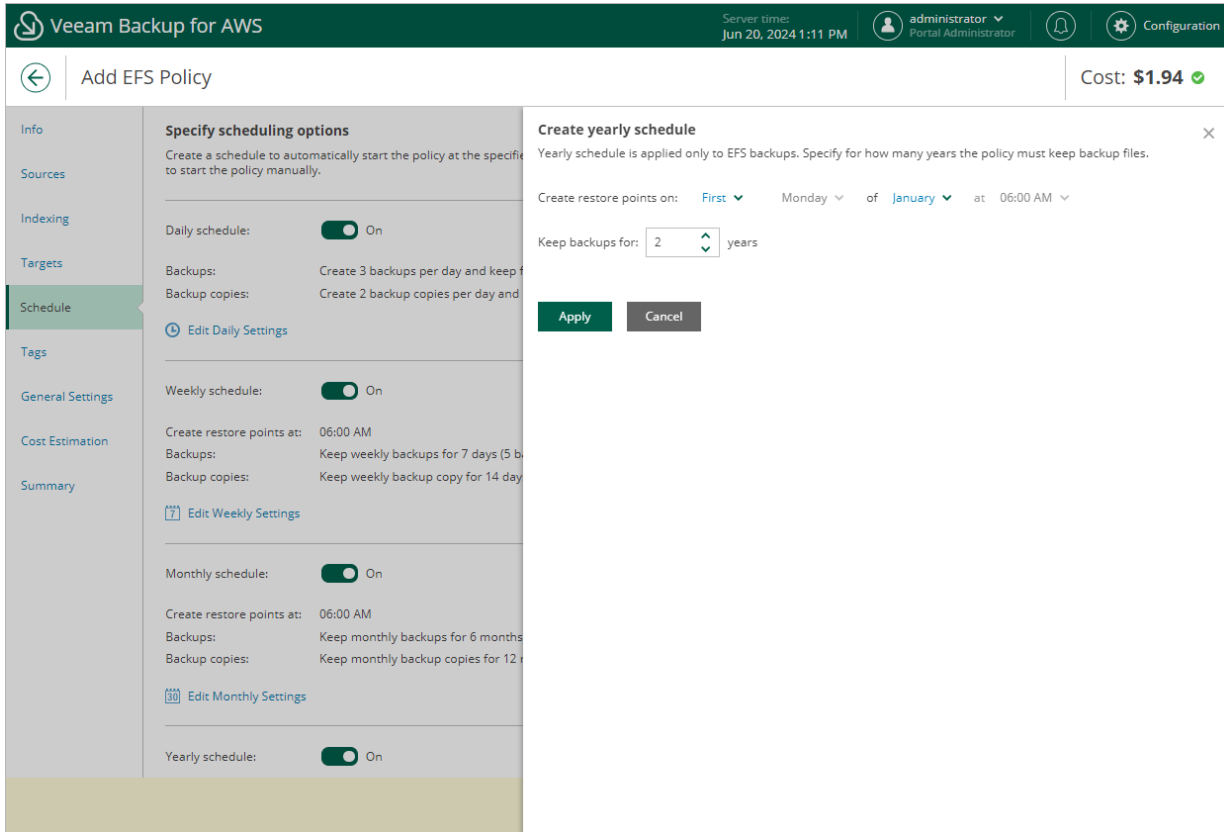 Veeam Backup for AWS
Server time:
Jun 20, 2024 1:11 PM
administrator
Portal Administrator
Configuration
Add EFS Policy
Cost: $1.94
Info
Sources
Indexing
Targets
Schedule
Tags
General Settings
Cost Estimation
Summary
Specify scheduling options
Create a schedule to automatically start the policy at the
to start the policy manually.
Daily schedule: On
Backups: Create 3 backups per day and keep
Backup copies: Create 2 backup copies per day and
Edit Daily Settings
Weekly schedule: On
Create restore points at: 06:00 AM
Backups: Keep weekly backups for 7 days (5
Backup copies: Keep weekly backup copy for 14
7 Edit Weekly Settings
Monthly schedule: On
Create restore points at: 06:00 AM
Backups: Keep monthly backups for 6 months
Backup copies: Keep monthly backup copies for 12
30 Edit Monthly Settings
Yearly schedule: On
Create yearly schedule
Yearly schedule is applied only to EFS backups. Specify for how many years the policy must keep backup files.
Create restore points on: First Monday of January at 06:00 AM
Keep backups for: 2 years
Apply Cancel